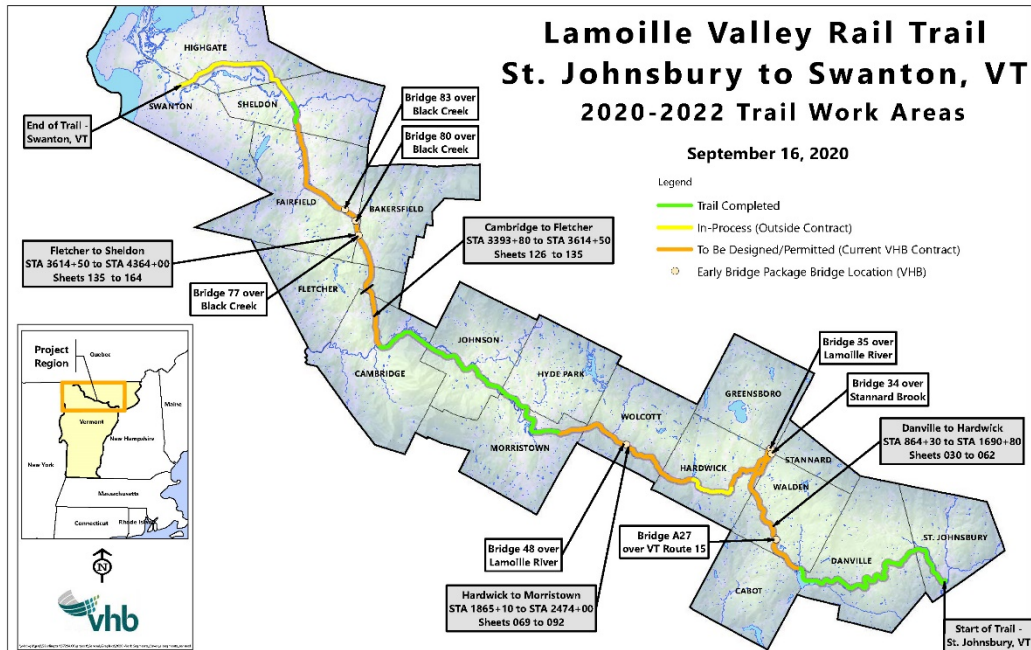 Lamoille Valley Rail Trail
St. Johnsbury to Swanton, VT
2020-2022 Trail Work Areas
September 16, 2020
Legend
Trail Completed
In-Process (Outside Contract)
To Be Designed/Permitted (Current VHB Contract)
Early Bridge Package Bridge Location (VHB)
HIGHGATE
SWANTON
SHELDON
End of Trail -
Swanton, VT
Bridge 83 over
Black Creek
Bridge 80 over
Black Creek
FAIRFIELD
BAKERSFIELD
Fletcher to Sheldon
STA 3614+50 to STA 4364+00
Sheets 135 to 164
Cambridge to Fletcher
STA 3393+80 to STA 3614+50
Sheets 126 to 135
Bridge 77 over
Black Creek
FLETCHER
CAMBRIDGE
JOHNSON
HYDE PARK
MORRISTOWN
WOLCOTT
HARDWICK
GREENSBORO
STANNARD
WALDEN
Bridge 35 over
Lamoille River
Bridge 34 over
Stannard Brook
Danville to Hardwick
STA 864+30 to STA 1690+80
Sheets 030 to 062
Bridge 48 over
Lamoille River
Bridge A27
over VT Route 15
Hardwick to Morristown
STA 1865+10 to STA 2474+00
Sheets 069 to 092
CABOT
DANVILLE
ST. JOHNSBURY
Start of Trail -
St. Johnsbury, VT
Project
Region
Quebec
Vermont
Maine
New Hampshire
New York
Massachusetts
Connecticut
Rhode Island
N
vhb